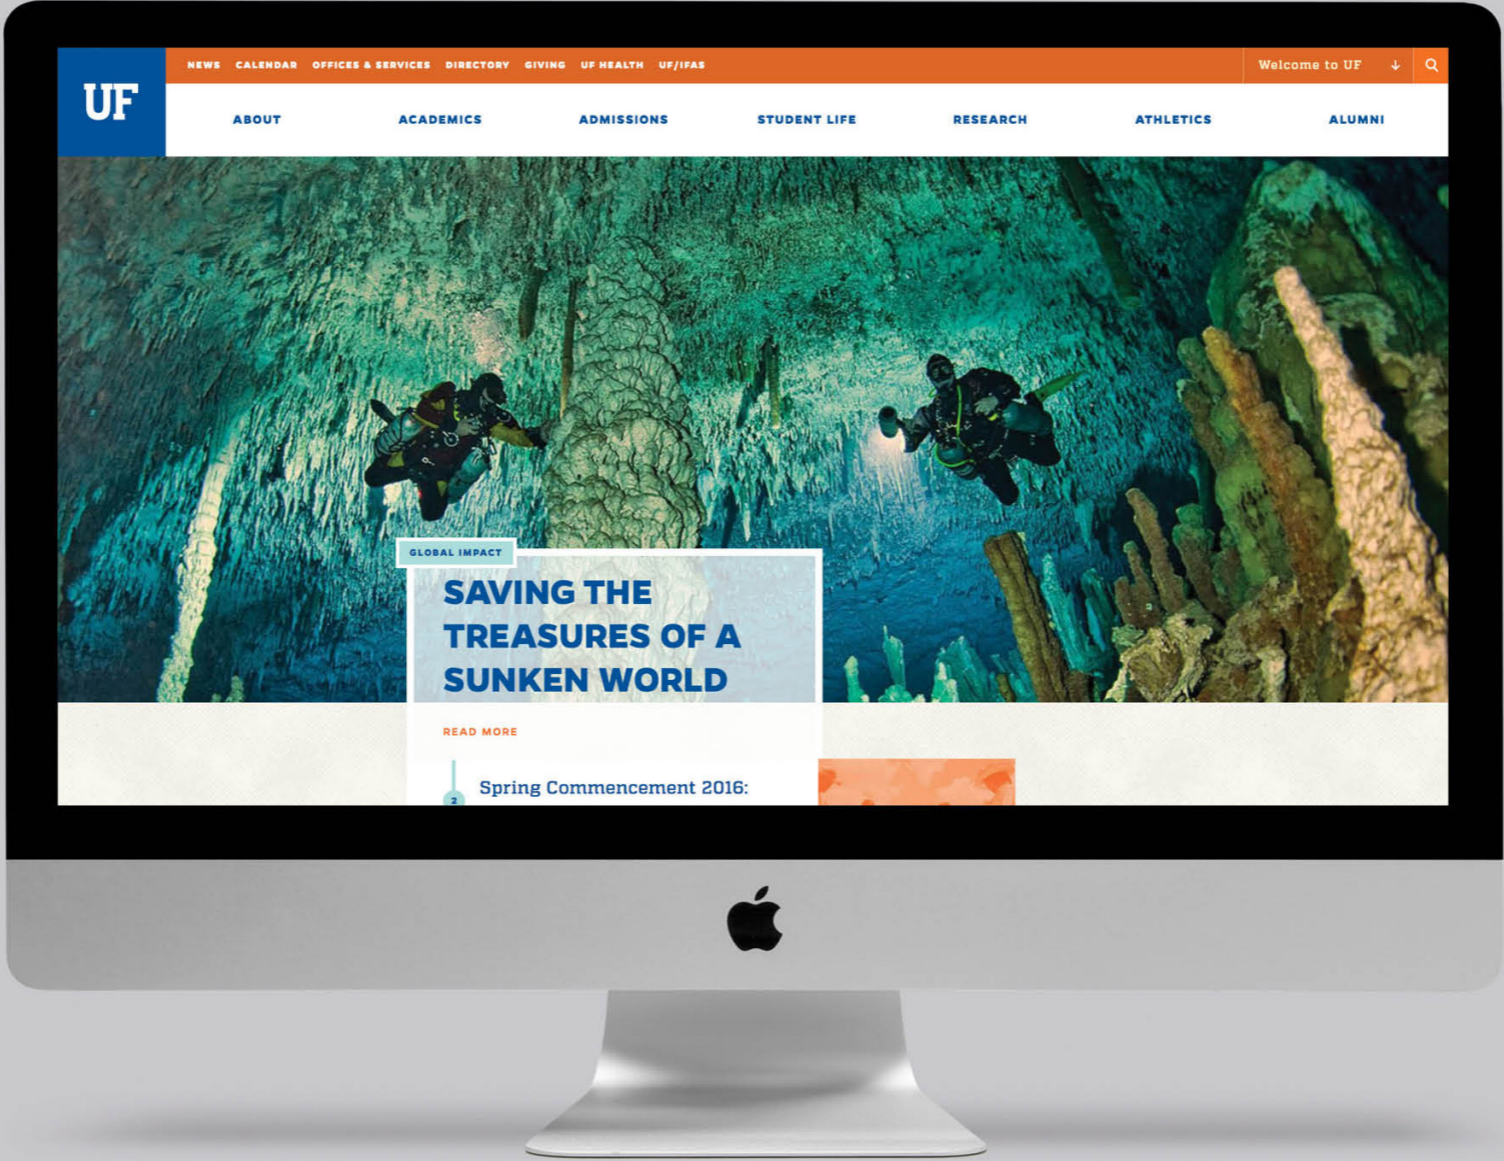 UF
NEWS CALENDAR OFFICES & SERVICES DIRECTORY GIVING UF HEALTH UF/IFAS
Welcome to UF
ABOUT ACADEMICS ADMISSIONS STUDENT LIFE RESEARCH ATHLETICS ALUMNI
GLOBAL IMPACT
SAVING THE
TREASURES OF A
SUNKEN WORLD
READ MORE
2
Spring Commencement 2016: